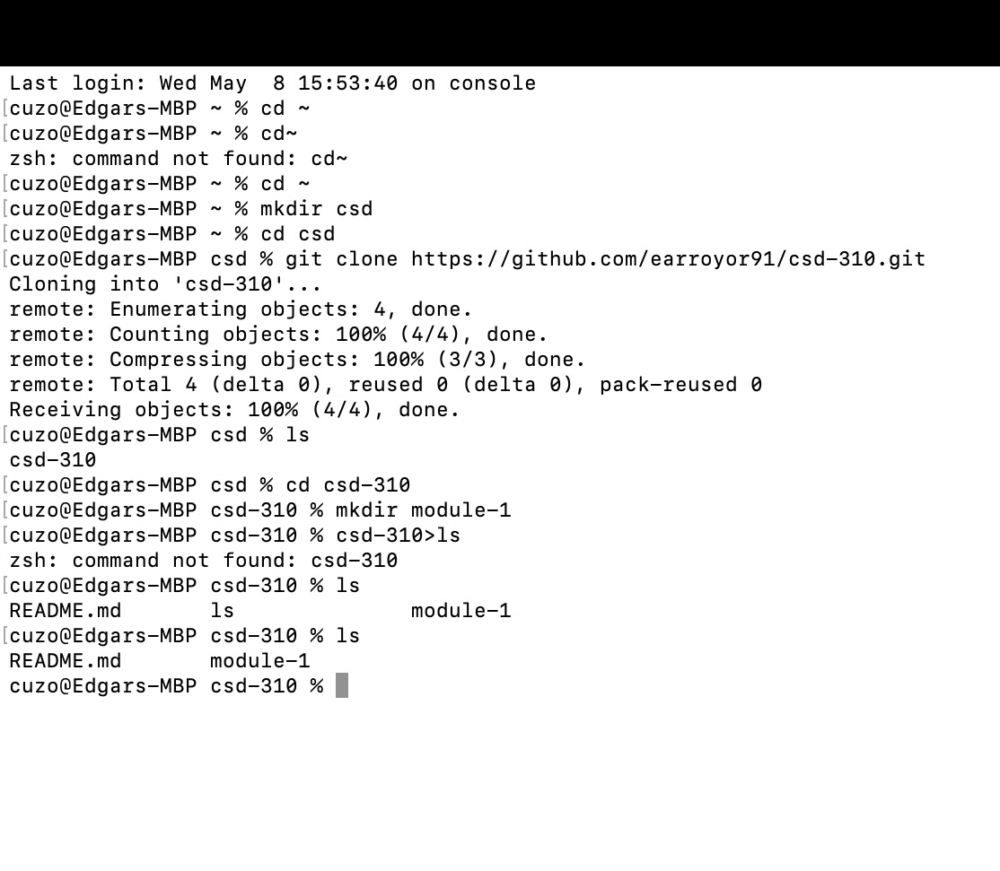 Last login: Wed May  8 15:53:40 on console
[cuzo@Edgars-MBP ~ % cd ~
[cuzo@Edgars-MBP ~ % cd~
zsh: command not found: cd~
[cuzo@Edgars-MBP ~ % cd ~
[cuzo@Edgars-MBP ~ % mkdir csd
[cuzo@Edgars-MBP ~ % cd csd
[cuzo@Edgars-MBP csd % git clone https://github.com/earroyor91/csd-310.git
Cloning into 'csd-310'...
remote: Enumerating objects: 4, done.
remote: Counting objects: 100% (4/4), done.
remote: Compressing objects: 100% (3/3), done.
remote: Total 4 (delta 0), reused 0 (delta 0), pack-reused 0
Receiving objects: 100% (4/4), done.
[cuzo@Edgars-MBP csd % ls
csd-310
[cuzo@Edgars-MBP csd % cd csd-310
[cuzo@Edgars-MBP csd-310 % mkdir module-1
[cuzo@Edgars-MBP csd-310 % csd-310>ls
zsh: command not found: csd-310
[cuzo@Edgars-MBP csd-310 % ls
README.md       ls              module-1
[cuzo@Edgars-MBP csd-310 % ls
README.md       module-1
cuzo@Edgars-MBP csd-310 %